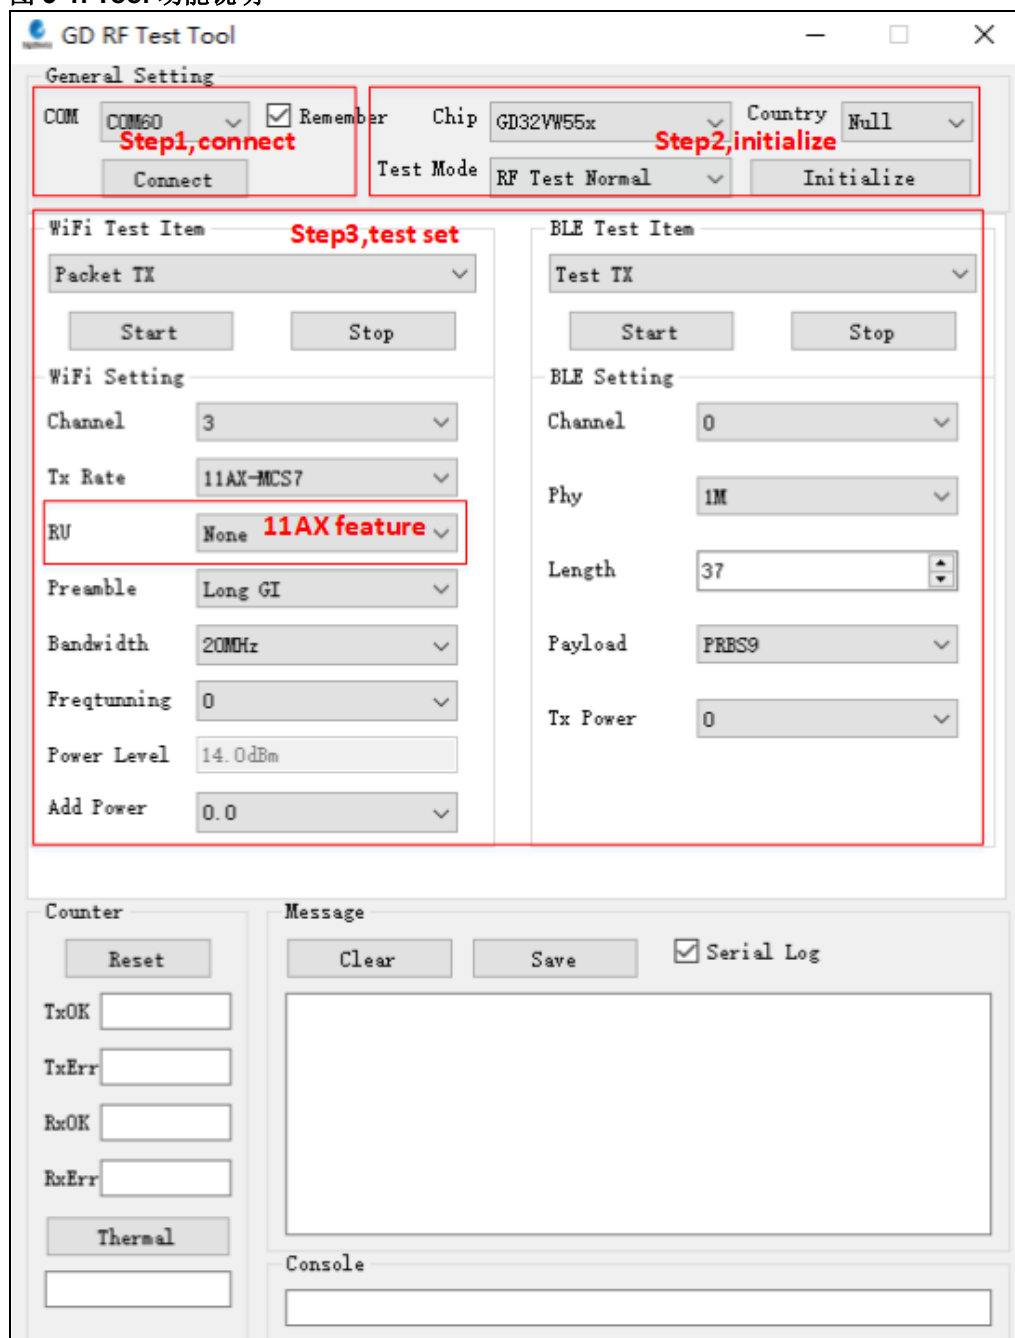 GD RF Test Tool
General Setting
COM COM60 Remember Chip GD32VW55x Country Null
Step1,connect Step2,initialize
Connect Test Mode RF Test Normal Initialize
WiFi Test Item Step3,test set BLE Test Item
Packet TX Test TX
Start Stop Start Stop
WiFi Setting BLE Setting
Channel 3 Channel 0
Tx Rate 11AX-MCS7
Phy 1M
RU None 11AX feature
Length 37
Preamble Long GI
Bandwidth 20MHz Payload PRBS9
Freqtunning 0
Tx Power 0
Power Level 14.0dBm
Add Power 0.0
Counter Message
Reset Clear Save Serial Log
TxOK
TxErr
RxOK
RxErr
Thermal
Console